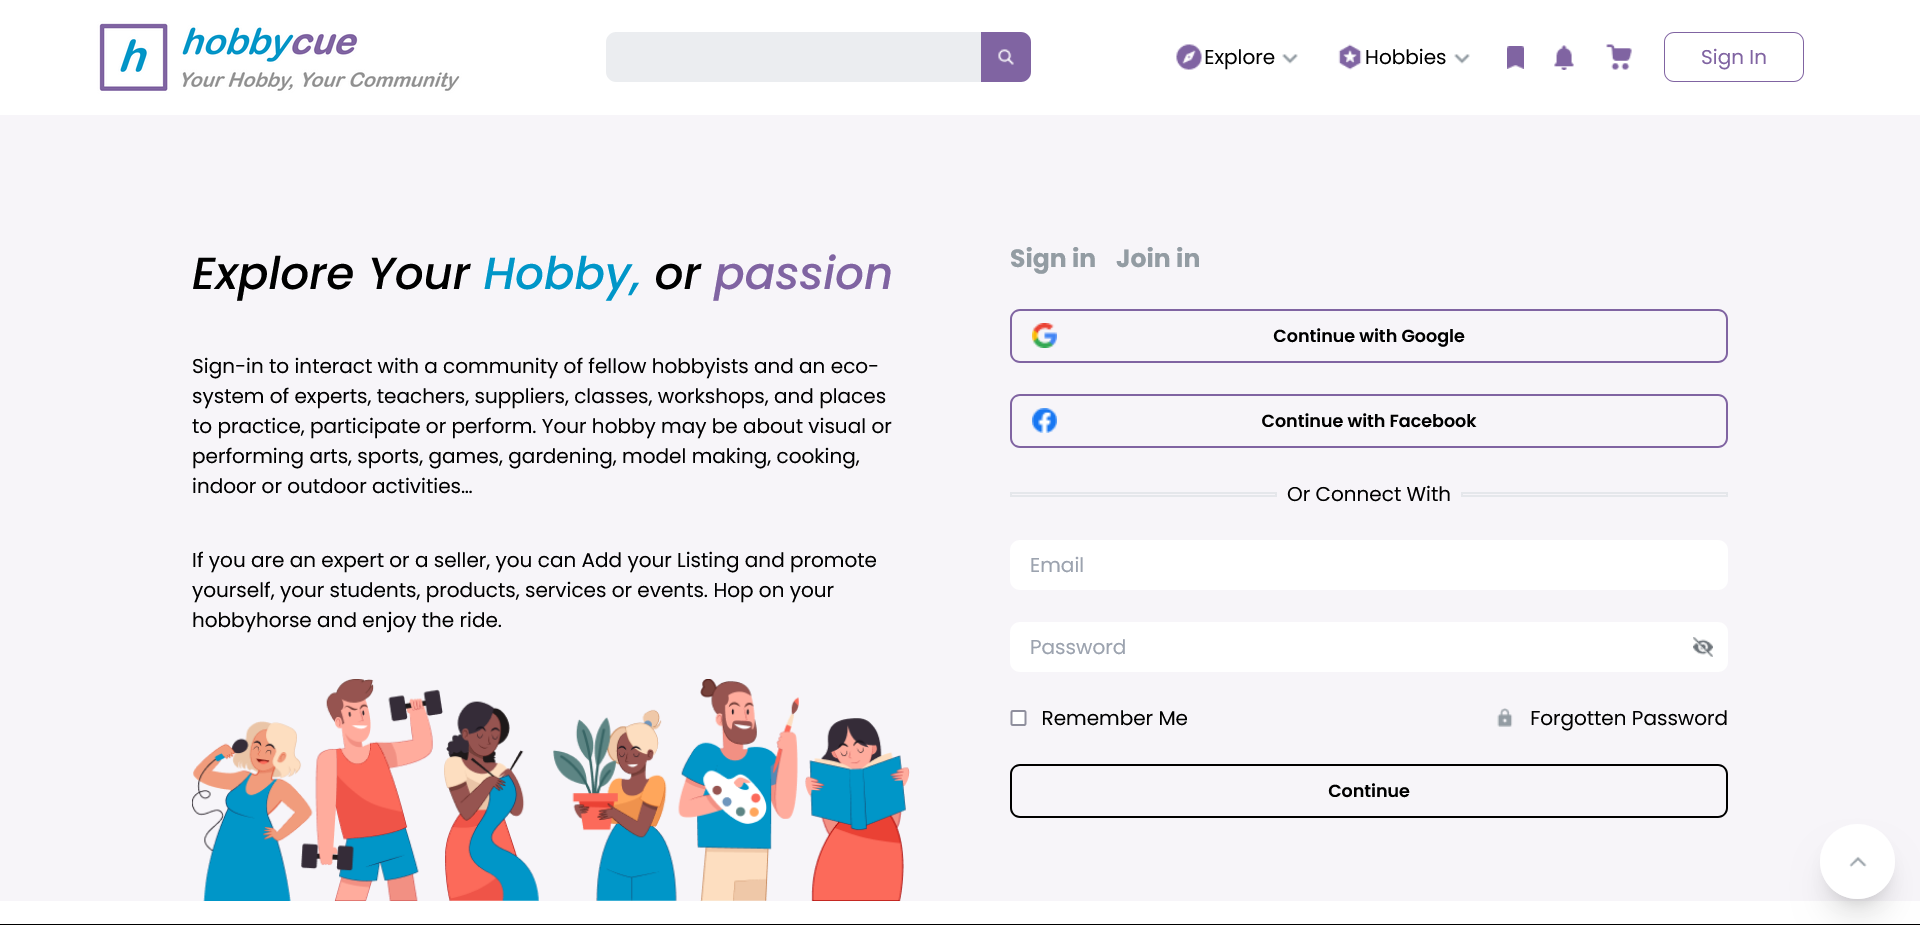 h
hobbycue
Your Hobby, Your Community
Explore
Hobbies
Sign In
Explore Your Hobby, or passion
Sign-in to interact with a community of fellow hobbyists and an eco-
system of experts, teachers, suppliers, classes, workshops, and places
to practice, participate or perform. Your hobby may be about visual or
performing arts, sports, games, gardening, model making, cooking,
indoor or outdoor activities...
If you are an expert or a seller, you can Add your Listing and promote
yourself, your students, products, services or events. Hop on your
hobbyhorse and enjoy the ride.
Sign in Join in
Continue with Google
Continue with Facebook
Or Connect With
Email
Password
Remember Me
Forgotten Password
Continue